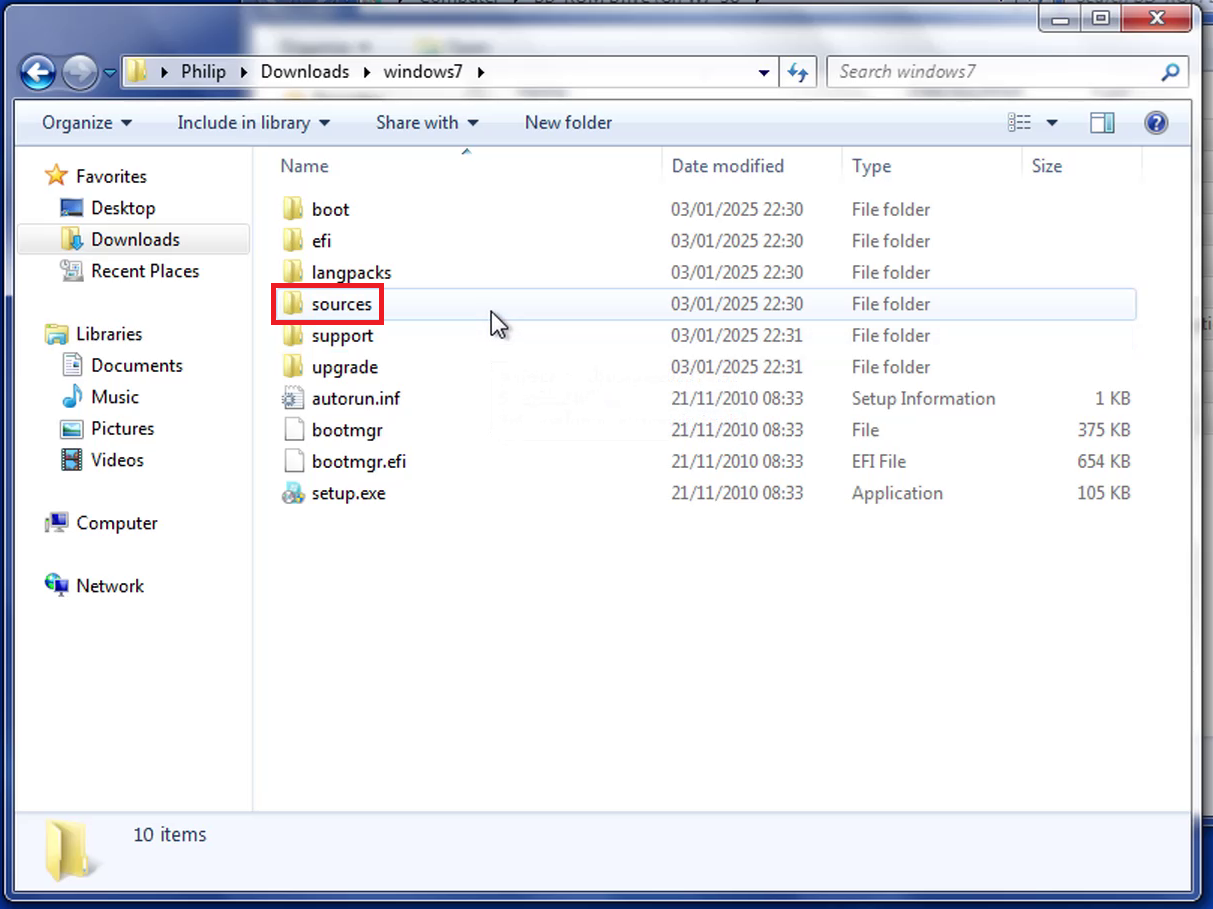 Philip Downloads windows7
Search windows7
Organize Include in library Share with New folder
Name Date modified Type Size
Favorites
Desktop
Downloads
Recent Places
Libraries
Documents
Music
Pictures
Videos
Computer
Network
boot 03/01/2025 22:30 File folder
efi 03/01/2025 22:30 File folder
langpacks 03/01/2025 22:30 File folder
sources 03/01/2025 22:30 File folder
support 03/01/2025 22:31 File folder
upgrade 03/01/2025 22:31 File folder
autorun.inf 21/11/2010 08:33 Setup Information 1 KB
bootmgr 21/11/2010 08:33 File 375 KB
bootmgr.efi 21/11/2010 08:33 EFI File 654 KB
setup.exe 21/11/2010 08:33 Application 105 KB
10 items